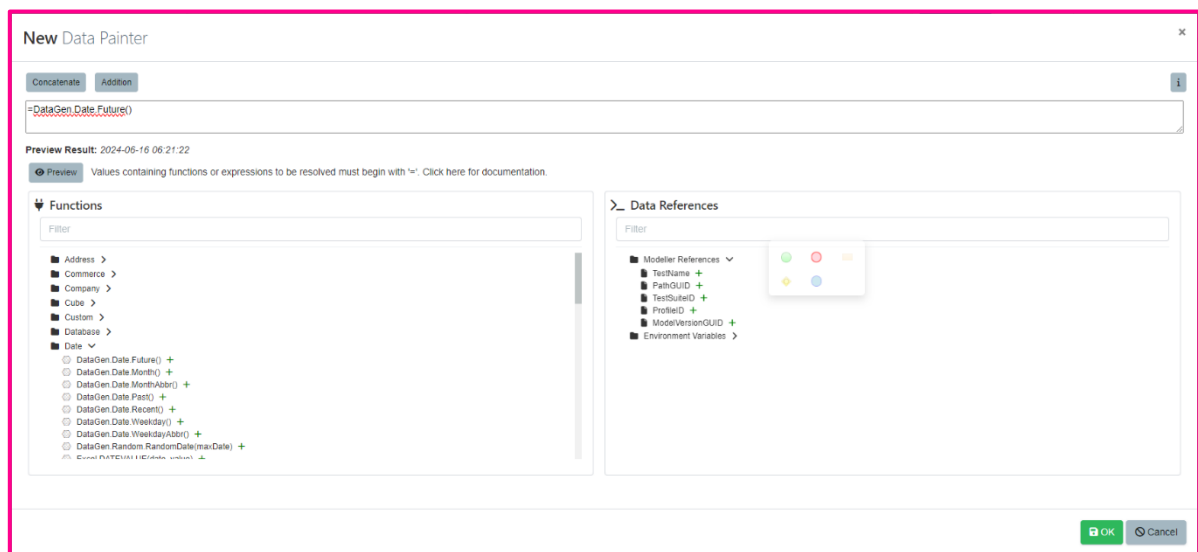 New Data Painter
×
Concatenate Addition
i
=DataGen.Date.Future()
Preview Result: 2024-06-16 06:21:22
Preview Values containing functions or expressions to be resolved must begin with '='. Click here for documentation.
Functions
Filter
Address >
Commerce >
Company >
Cube >
Custom >
Database >
Date
DataGen.Date.Future() +
DataGen.Date.Month() +
DataGen.Date.MonthAbbr() +
DataGen.Date.Past() +
DataGen.Date.Recent() +
DataGen.Date.Weekday() +
DataGen.Date.WeekdayAbbr() +
DataGen.Random.RandomDate(maxDate) +
Excel.DATEVALUE(date_value) +
>_ Data References
Filter
Modeller References
TestName +
PathGUID +
TestSuiteID +
ProfileID +
ModelVersionGUID +
Environment Variables >
OK Cancel